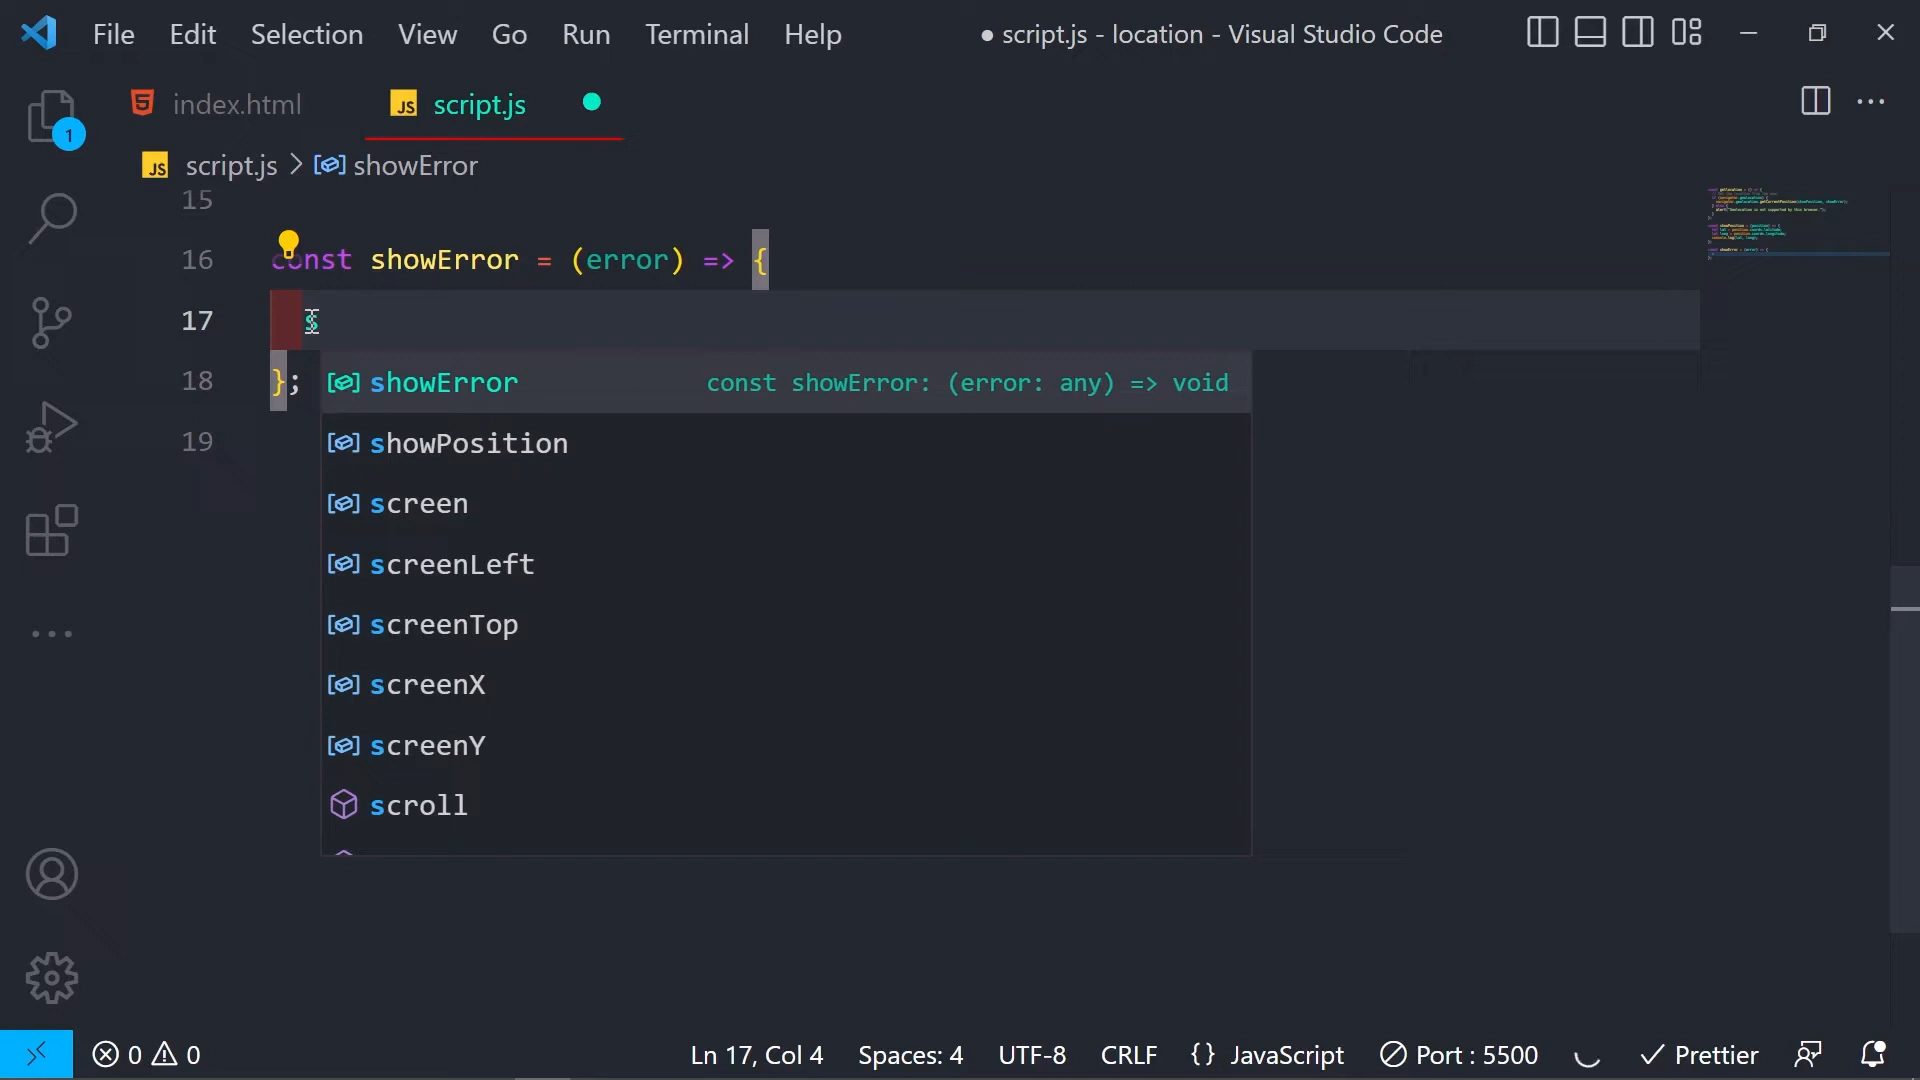 File Edit Selection View Go Run Terminal Help ● script.js - location - Visual Studio Code
index.html JS script.js
JS script.js > showError
15
16 const showError = (error) => {
17 s
18 };
19
showError const showError: (error: any) => void
showPosition
screen
screenLeft
screenTop
screenX
screenY
scroll
1
0 0 Ln 17, Col 4 Spaces: 4 UTF-8 CRLF {} JavaScript Port : 5500 Prettier